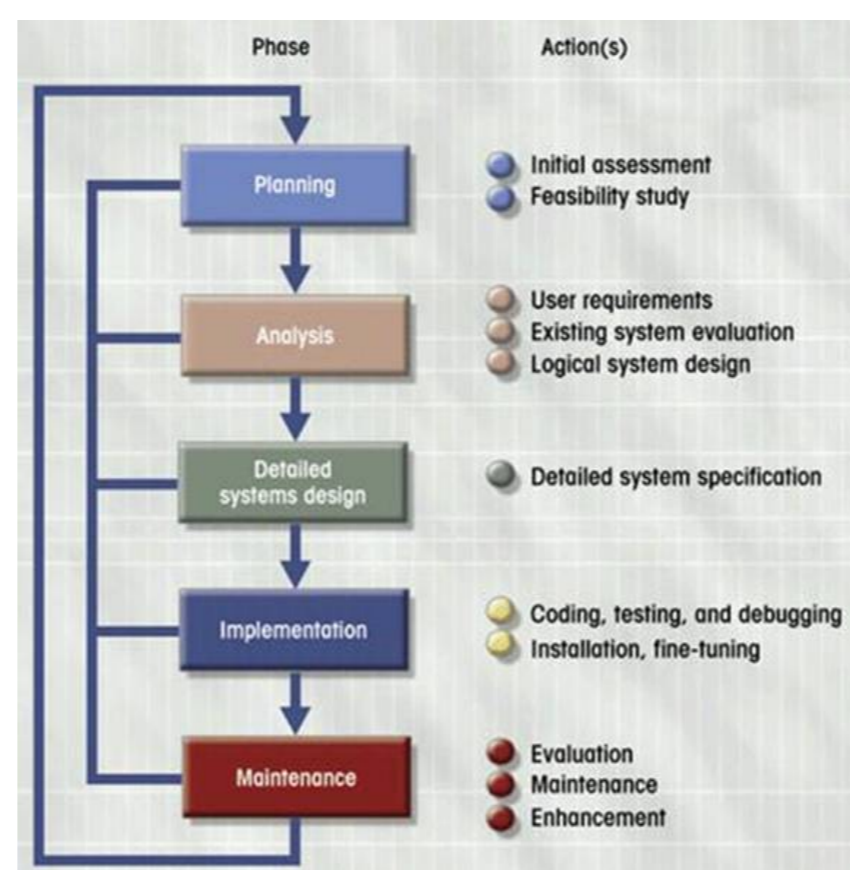 Phase
Action(s)
Planning
Initial assessment
Feasibility study
Analysis
User requirements
Existing system evaluation
Logical system design
Detailed
systems design
Detailed system specification
Implementation
Coding, testing, and debugging
Installation, fine-tuning
Maintenance
Evaluation
Maintenance
Enhancement